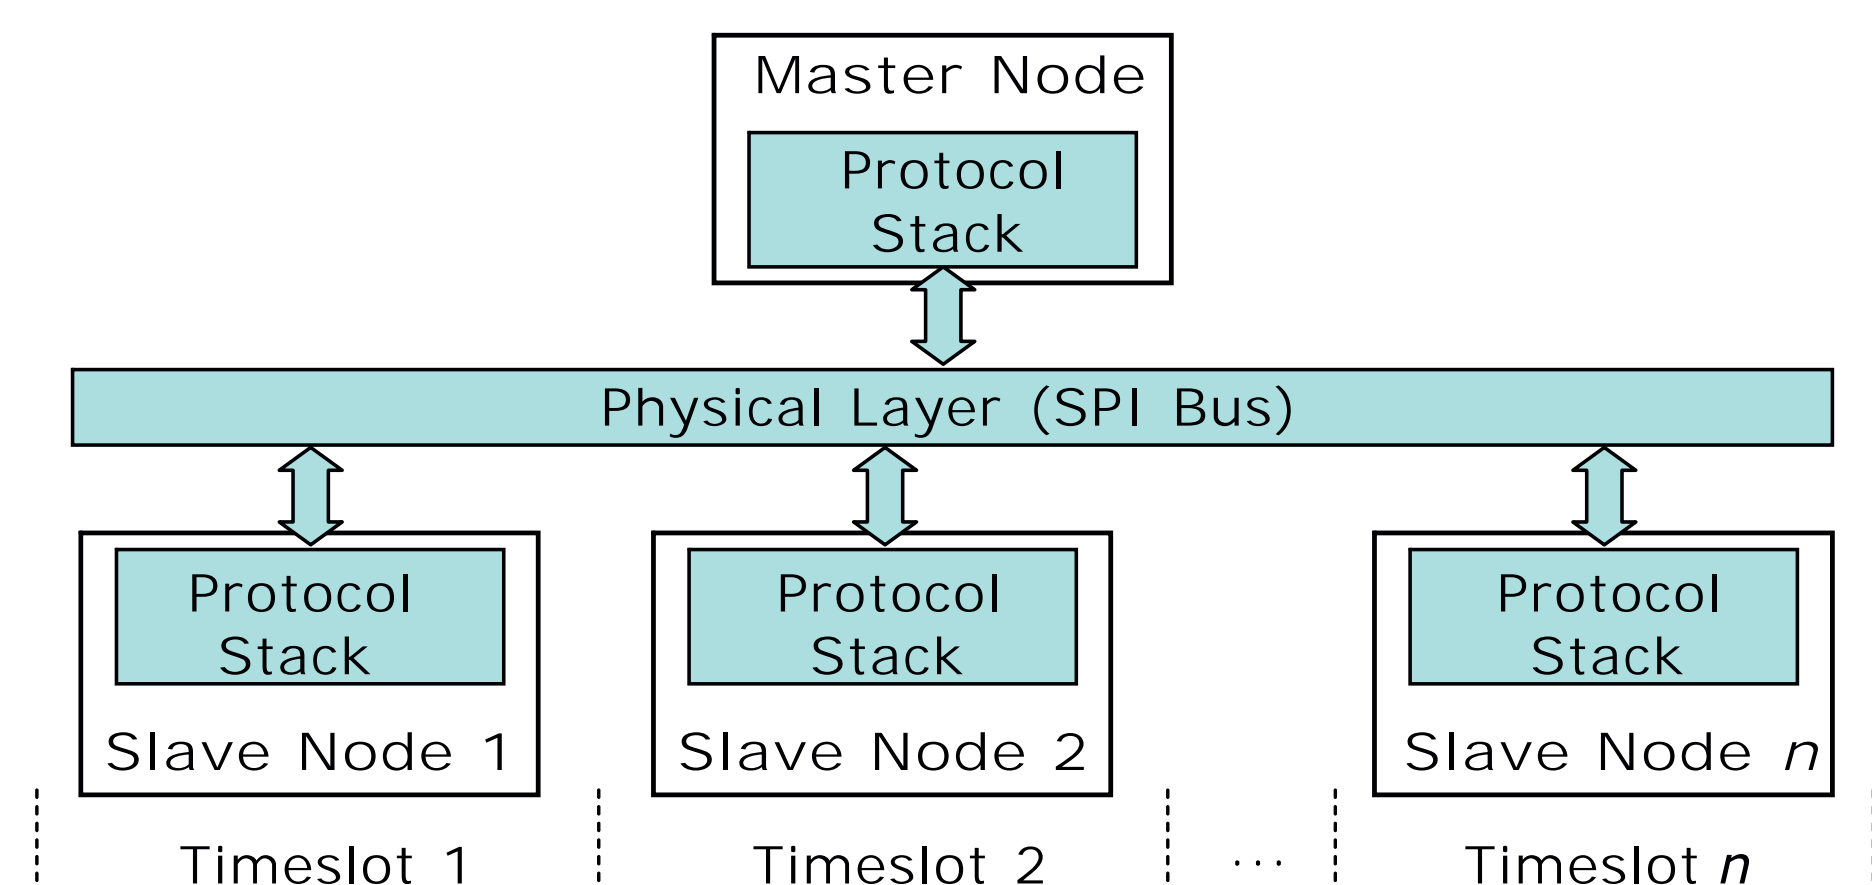 Master Node
Protocol
Stack
Physical Layer (SPI Bus)
Protocol
Stack
Slave Node 1
Protocol
Stack
Slave Node 2
Protocol
Stack
Slave Node n
Timeslot 1
Timeslot 2
...
Timeslot n